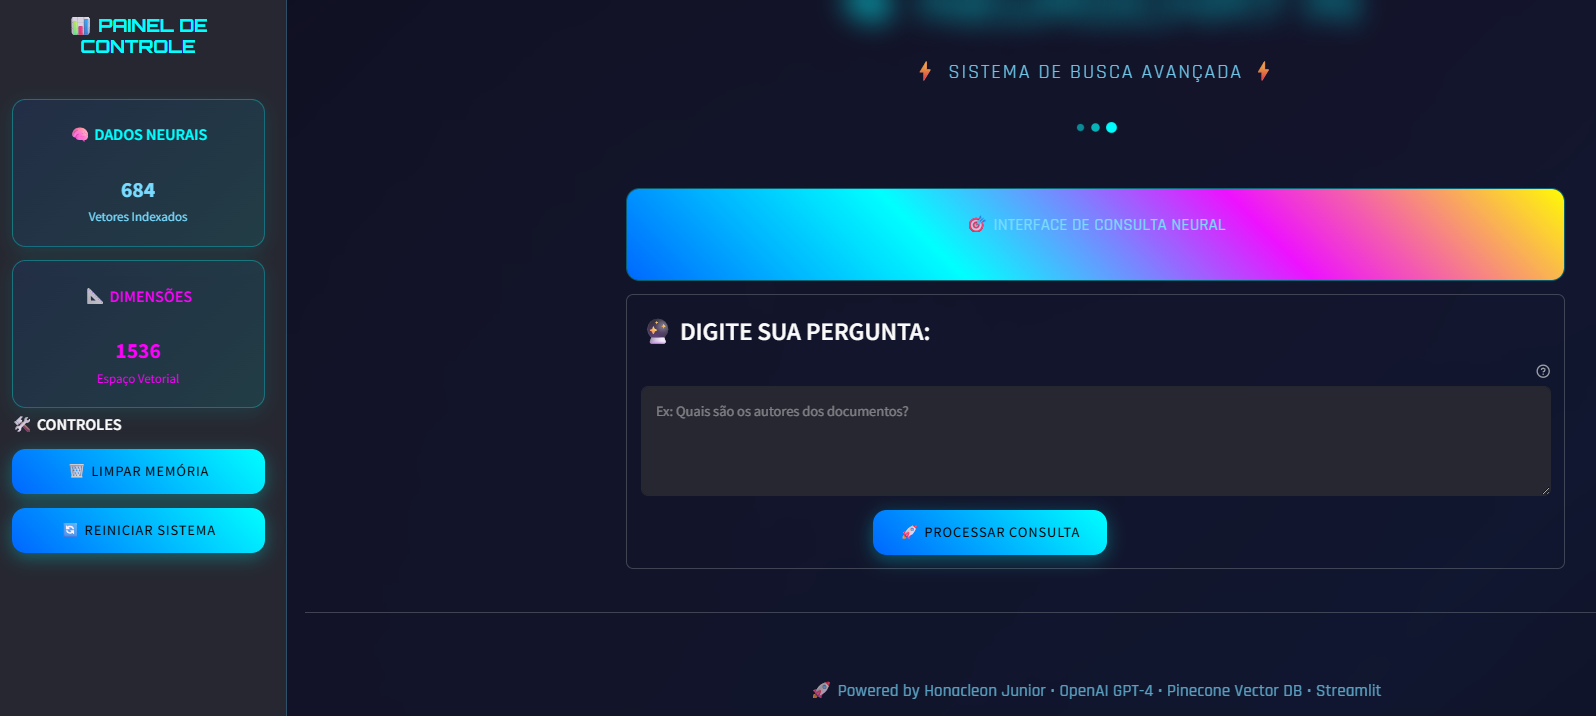 📊 PAINEL DE
CONTROLE
🧠 DADOS NEURAIS
684
Vetores Indexados
📐 DIMENSÕES
1536
Espaço Vetorial
🛠 CONTROLES
🗑 LIMPAR MEMÓRIA
🔄 REINICIAR SISTEMA
⚡ SISTEMA DE BUSCA AVANÇADA ⚡
🎯 INTERFACE DE CONSULTA NEURAL
🔮 DIGITE SUA PERGUNTA:
Ex: Quais são os autores dos documentos?
🚀 PROCESSAR CONSULTA
🚀 Powered by Honacleon Junior • OpenAI GPT-4 • Pinecone Vector DB • Streamlit